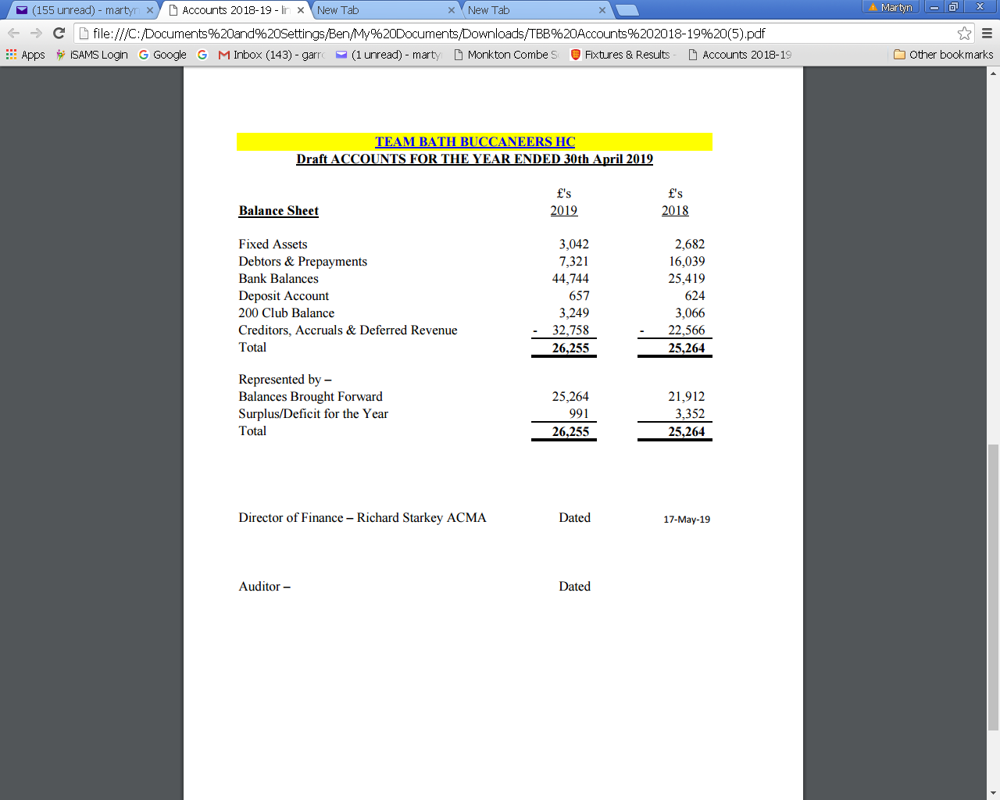 (155 unread) - martyn
Accounts 2018-19 - lin
New Tab
New Tab
Martyn
file:///C:/Documents%20and%20Settings/Ben/My%20Documents/Downloads/TBB%20Accounts%202018-19%20(5).pdf
Apps iSAMS Login Google Inbox (143) - garro (1 unread) - marty Monkton Combe S Fixtures & Results - Accounts 2018-19 Other bookmarks
TEAM BATH BUCCANEERS HC
Draft ACCOUNTS FOR THE YEAR ENDED 30th April 2019
£'s £'s
Balance Sheet 2019 2018
Fixed Assets 3,042 2,682
Debtors & Prepayments 7,321 16,039
Bank Balances 44,744 25,419
Deposit Account 657 624
200 Club Balance 3,249 3,066
Creditors, Accruals & Deferred Revenue - 32,758 - 22,566
Total 26,255 25,264
Represented by –
Balances Brought Forward 25,264 21,912
Surplus/Deficit for the Year 991 3,352
Total 26,255 25,264
Director of Finance – Richard Starkey ACMA Dated 17-May-19
Auditor – Dated